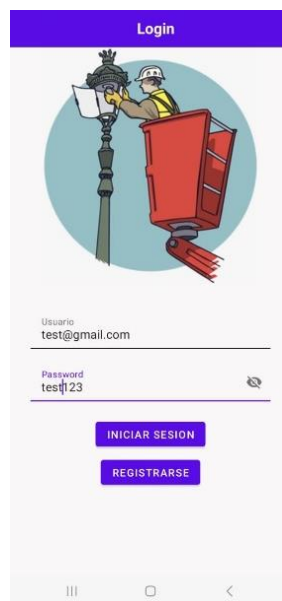 Login
Usuario
test@gmail.com
Password
test123
INICIAR SESION
REGISTRARSE